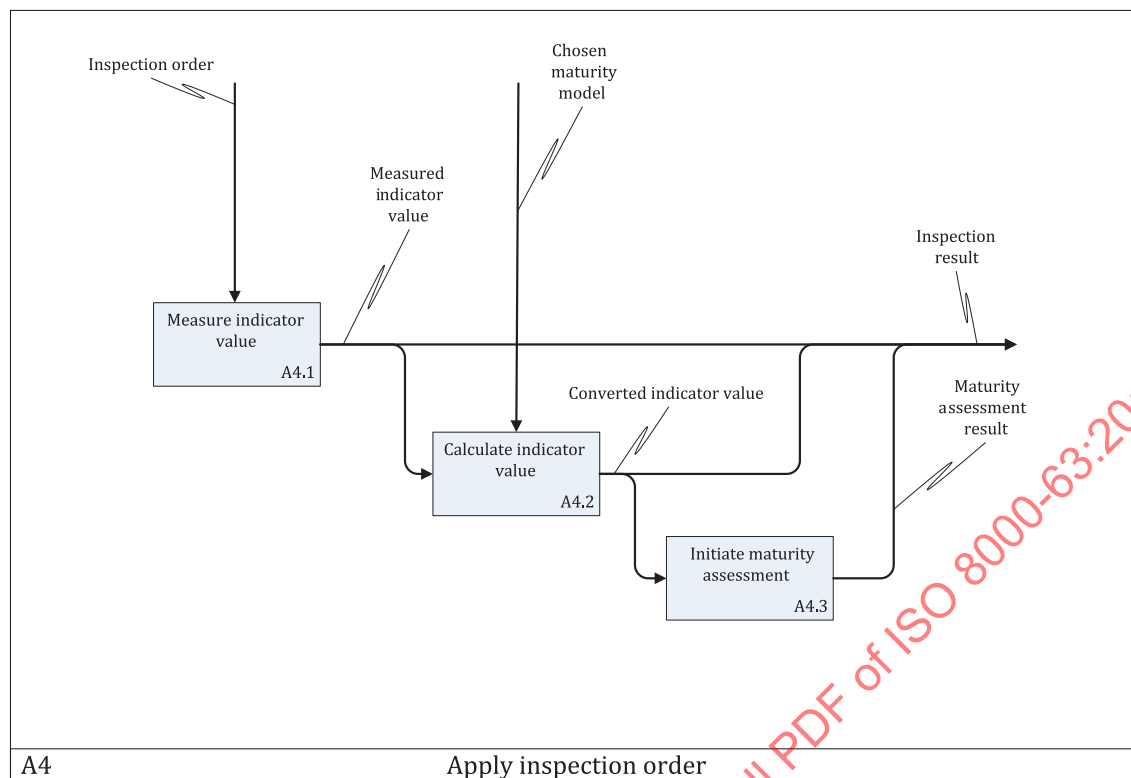 Inspection order
Chosen
maturity
model
Measured
indicator
value
Inspection
result
Measure indicator
value
A4.1
Converted indicator value
Maturity
assessment
result
Calculate indicator
value
A4.2
Initiate maturity
assessment
A4.3
PDF of ISO 8000-63:20
A4
Apply inspection order